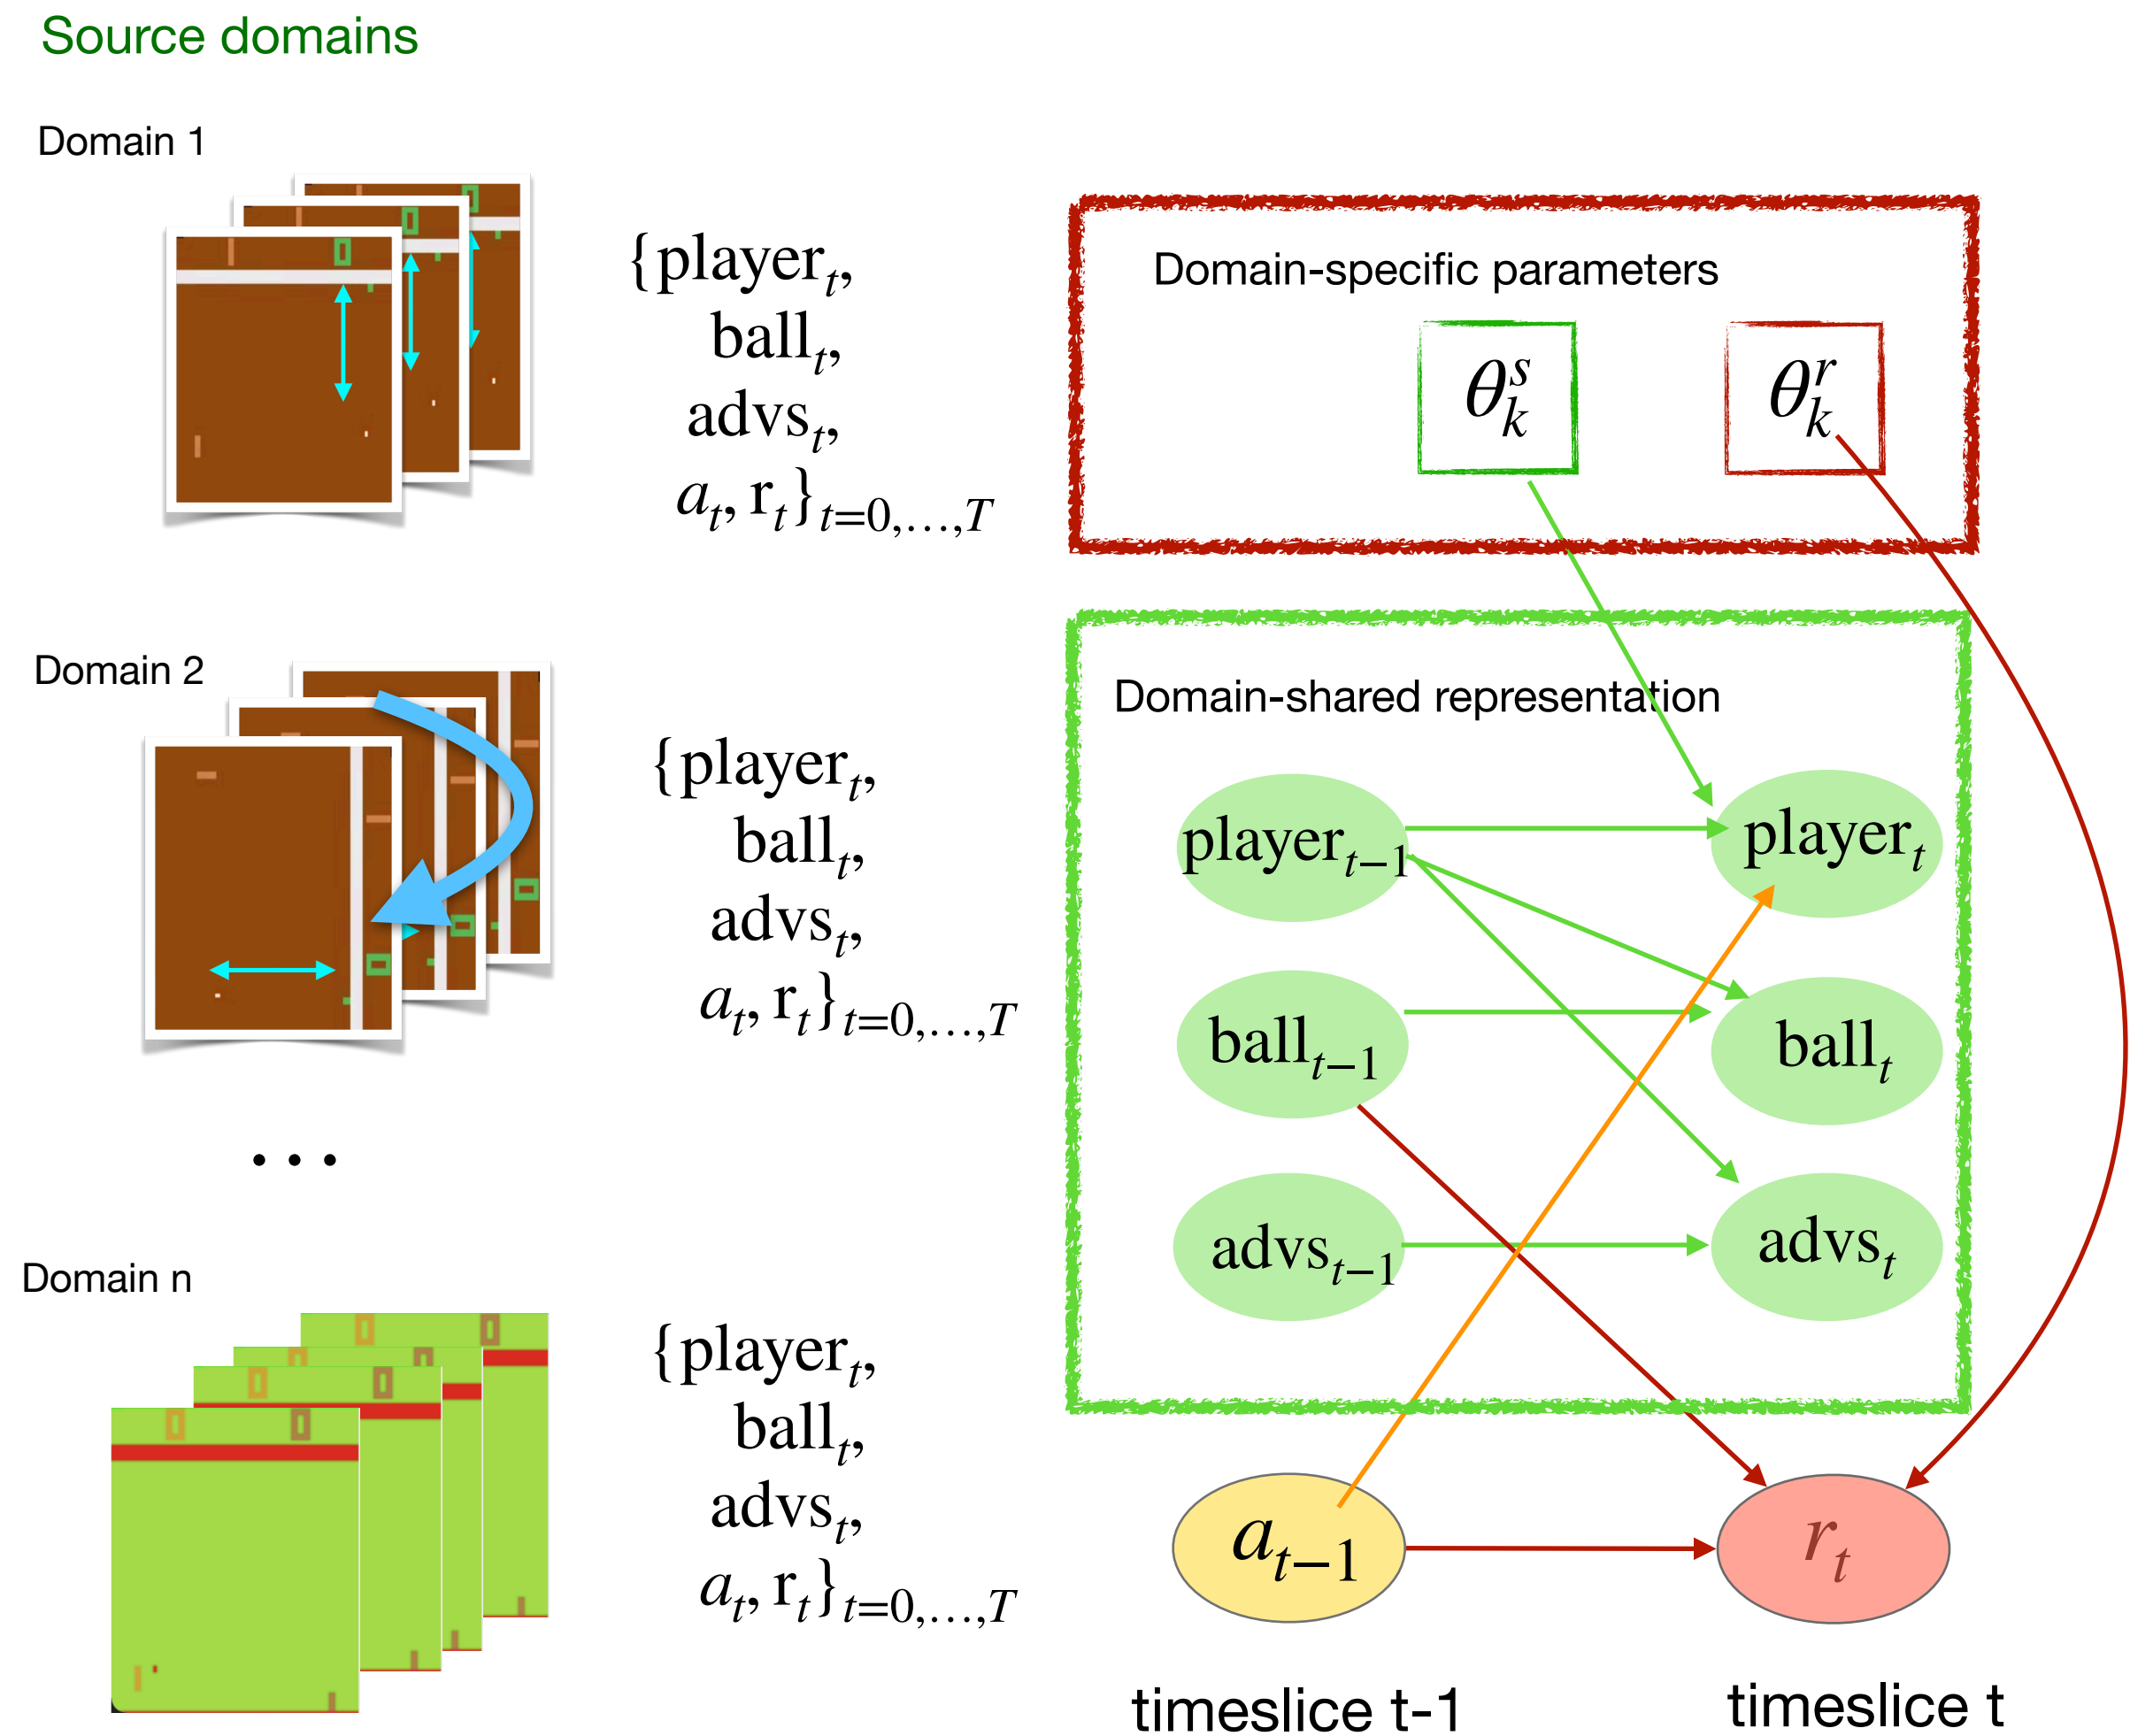 Source domains
Domain 1
{player_t,
ball_t,
advs_t,
a_t, r_t}_{t=0,…,T}
Domain 2
{player_t,
ball_t,
advs_t,
a_t, r_t}_{t=0,…,T}
…
Domain n
{player_t,
ball_t,
advs_t,
a_t, r_t}_{t=0,…,T}
Domain-specific parameters
θ_k^s θ_k^r
Domain-shared representation
player_{t−1} player_t
ball_{t−1} ball_t
advs_{t−1} advs_t
a_{t−1} r_t
timeslice t-1 timeslice t